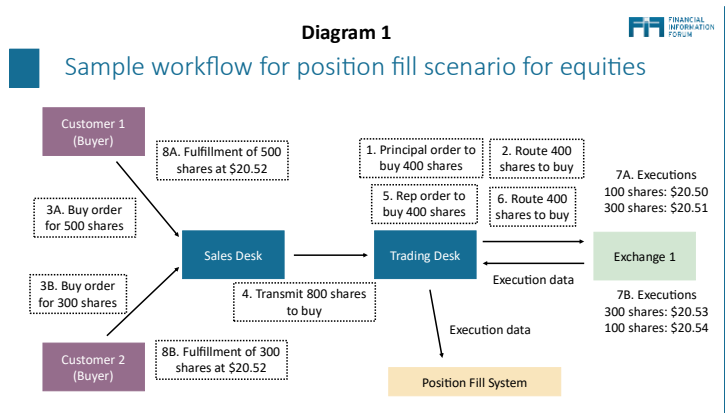 Diagram 1
FIF FINANCIAL
INFORMATION
FORUM
Sample workflow for position fill scenario for equities
Customer 1
(Buyer)
8A. Fulfillment of 500
shares at $20.52
1. Principal order to
buy 400 shares
2. Route 400
shares to buy
7A. Executions
100 shares: $20.50
300 shares: $20.51
3A. Buy order
for 500 shares
5. Rep order to
buy 400 shares
6. Route 400
shares to buy
Sales Desk
Trading Desk
Exchange 1
3B. Buy order
for 300 shares
4. Transmit 800 shares
to buy
Execution data
7B. Executions
300 shares: $20.53
100 shares: $20.54
Execution data
Customer 2
(Buyer)
8B. Fulfillment of 300
shares at $20.52
Position Fill System